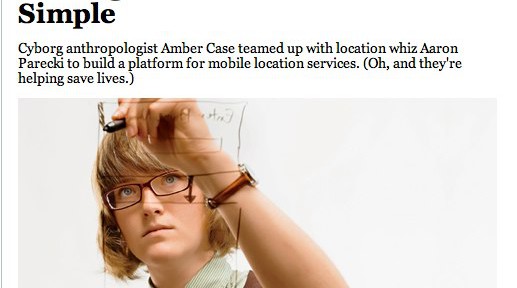 Simple
Cyborg anthropologist Amber Case teamed up with location whiz Aaron
Parecki to build a platform for mobile location services. (Oh, and they're
helping save lives.)